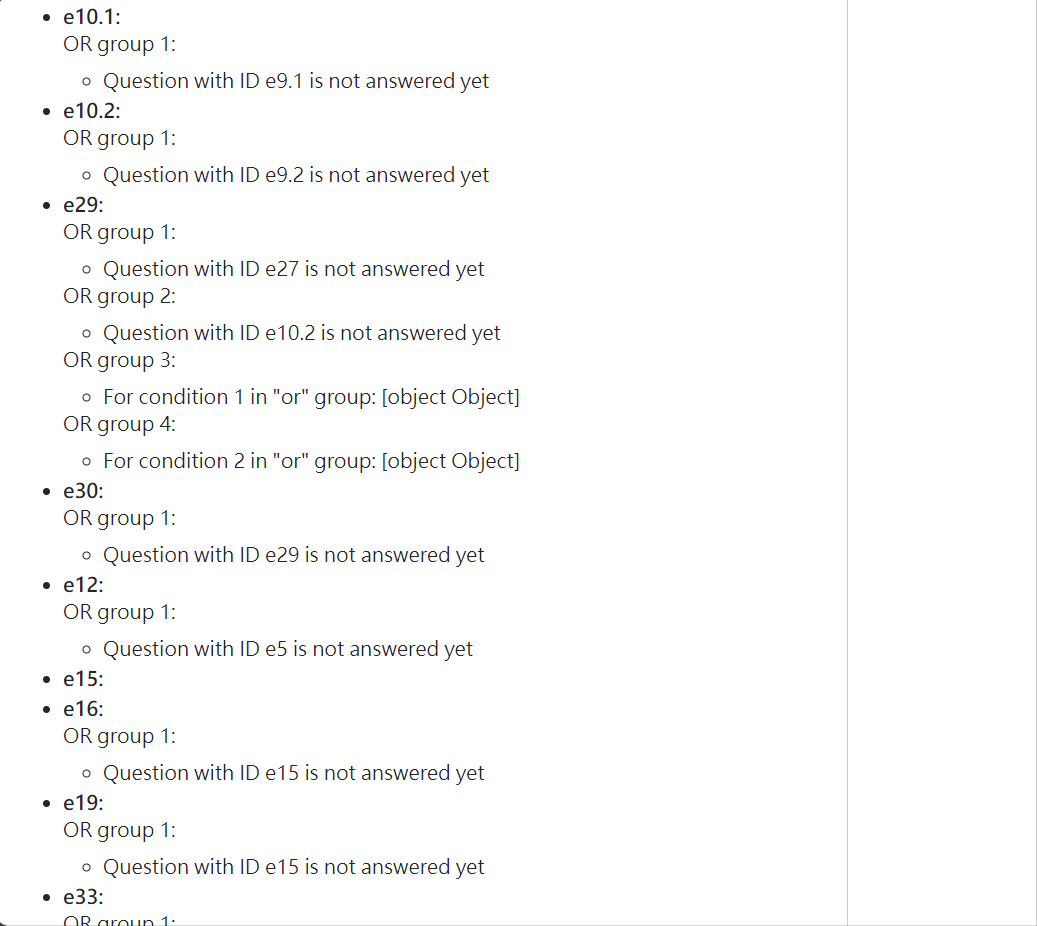 e10.1:
OR group 1:
Question with ID e9.1 is not answered yet
e10.2:
OR group 1:
Question with ID e9.2 is not answered yet
e29:
OR group 1:
Question with ID e27 is not answered yet
OR group 2:
Question with ID e10.2 is not answered yet
OR group 3:
For condition 1 in "or" group: [object Object]
OR group 4:
For condition 2 in "or" group: [object Object]
e30:
OR group 1:
Question with ID e29 is not answered yet
e12:
OR group 1:
Question with ID e5 is not answered yet
e15:
e16:
OR group 1:
Question with ID e15 is not answered yet
e19:
OR group 1:
Question with ID e15 is not answered yet
e33:
OR group 1: